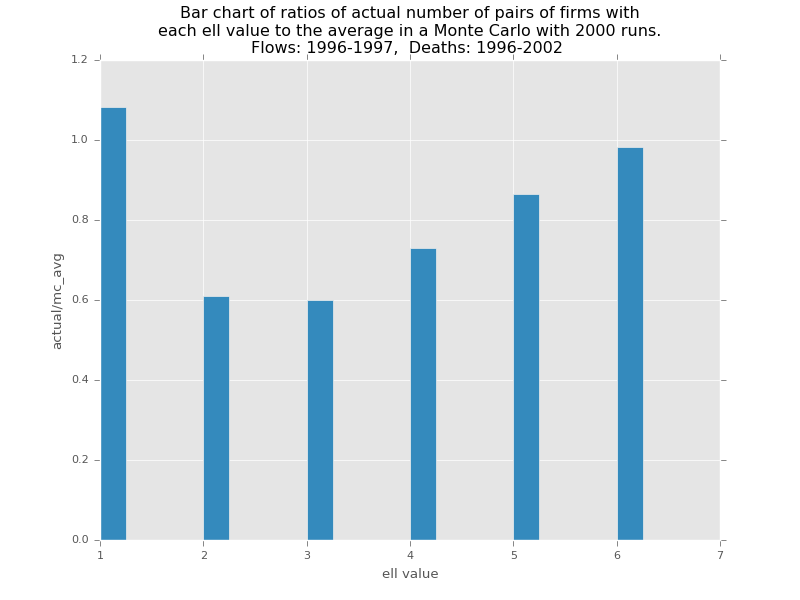 Bar chart of ratios of actual number of pairs of firms with
each ell value to the average in a Monte Carlo with 2000 runs.
Flows: 1996-1997,  Deaths: 1996-2002
1.2
1.0
0.8
0.6
0.4
0.2
0.0
actual/mc_avg
1 2 3 4 5 6 7
ell value